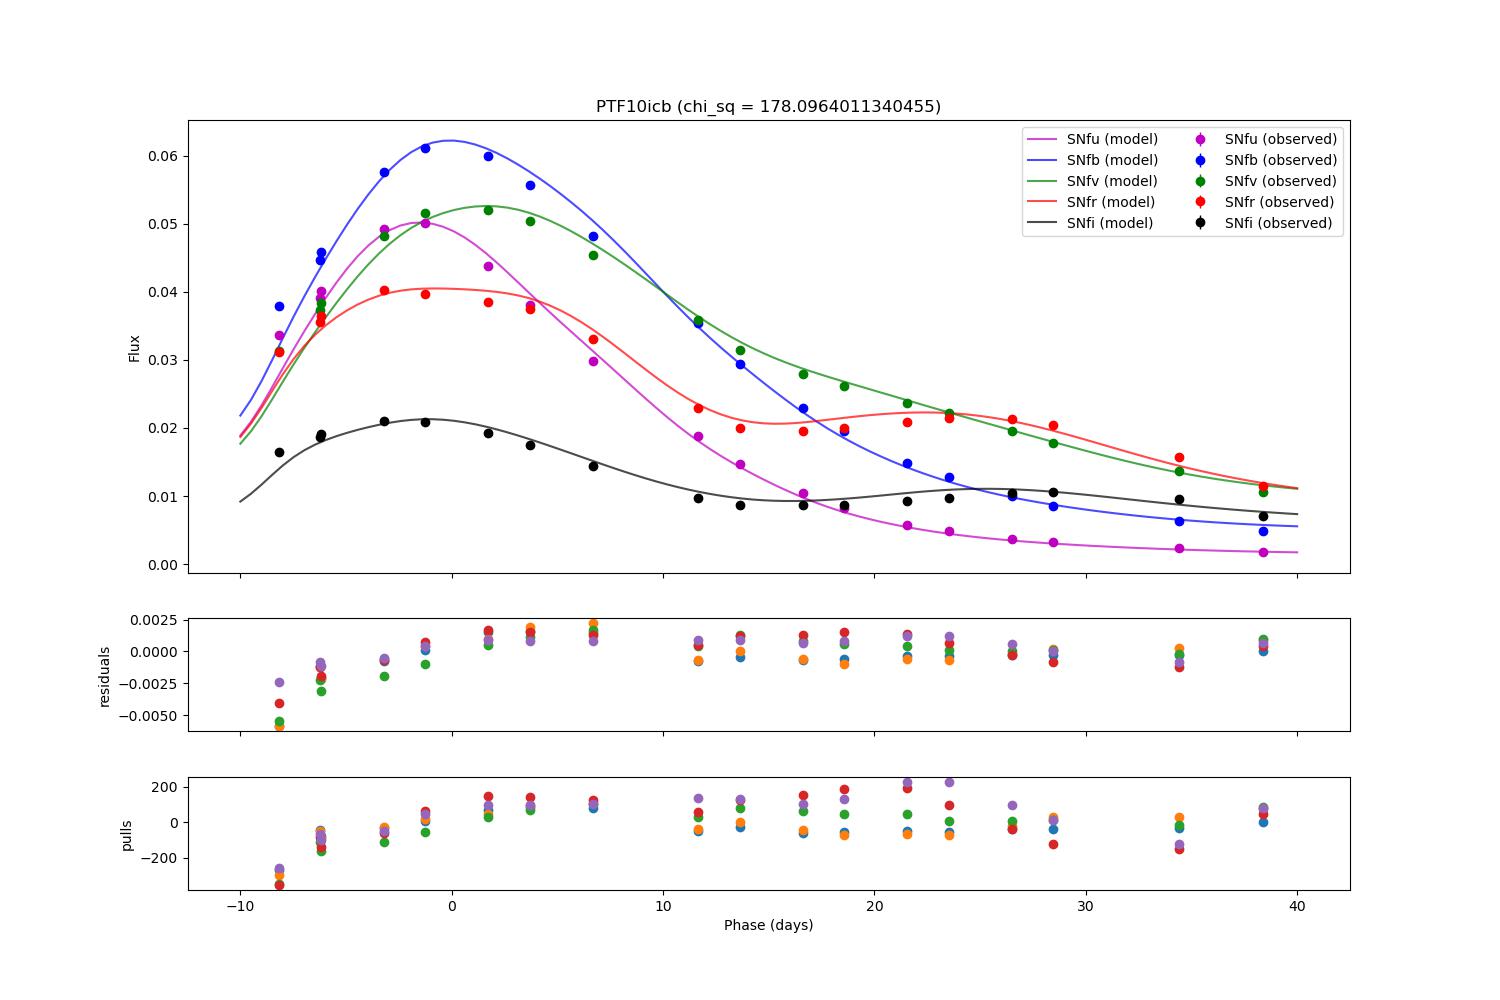 PTF10icb (chi_sq = 178.0964011340455)
SNfu (model)
SNfb (model)
SNfv (model)
SNfr (model)
SNfi (model)
SNfu (observed)
SNfb (observed)
SNfv (observed)
SNfr (observed)
SNfi (observed)
Flux
0.06
0.05
0.04
0.03
0.02
0.01
0.00
residuals
0.0025
0.0000
−0.0025
−0.0050
pulls
200
0
−200
−10 0 10 20 30 40
Phase (days)